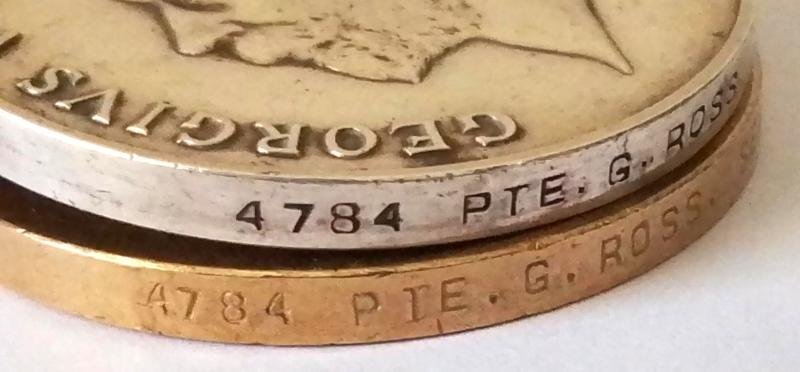 GEORGIVS
4784 PTE. G. ROSS
4784 PTE. G. ROSS.